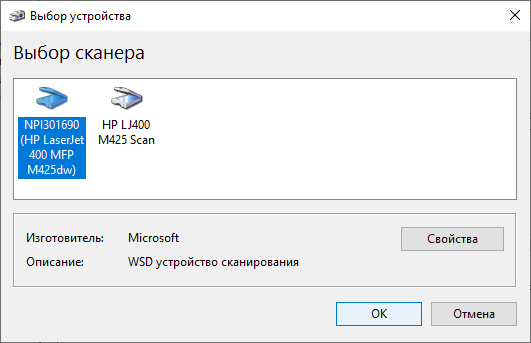 Выбор устройства
Выбор сканера
NPI301690
(HP LaserJet
400 MFP
M425dw)
HP LJ400
M425 Scan
Изготовитель: Microsoft
Свойства
Описание: WSD устройство сканирования
OK
Отмена